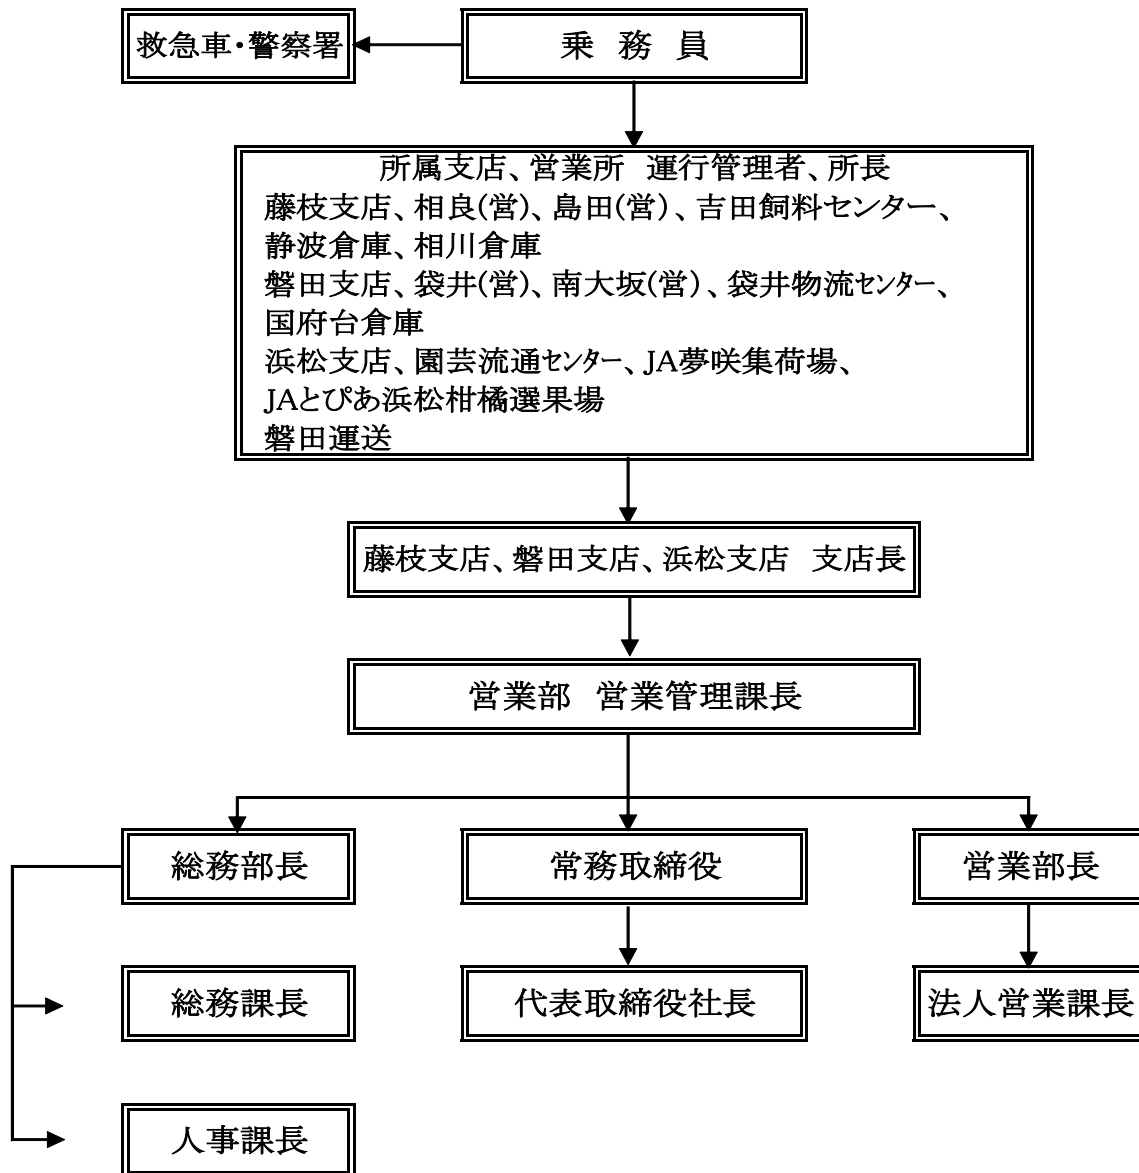 救急車・警察署
乗　務　員
所属支店、営業所　運行管理者、所長
藤枝支店、相良(営)、島田(営)、吉田飼料センター、
静波倉庫、相川倉庫
磐田支店、袋井(営)、南大坂(営)、袋井物流センター、
国府台倉庫
浜松支店、園芸流通センター、JA夢咲集荷場、
JAとぴあ浜松柑橘選果場
磐田運送
藤枝支店、磐田支店、浜松支店　支店長
営業部　営業管理課長
総務部長
常務取締役
営業部長
総務課長
代表取締役社長
法人営業課長
人事課長